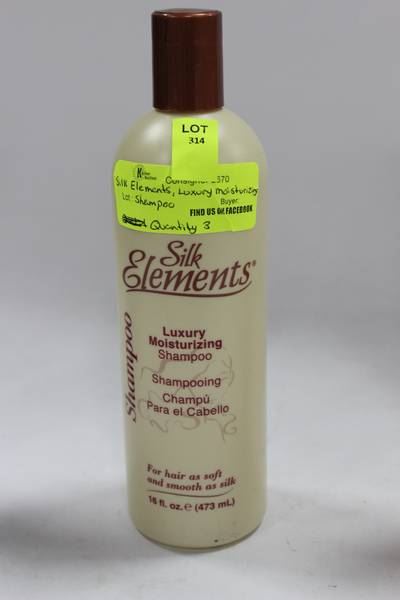 LOT
314
Consignor 2370
Silk Elements, Luxury moisturizing
Lot: Shampoo
Buyer:
FIND US ON FACEBOOK
Quantity 3
Silk
Elements®
Shampoo
Luxury
Moisturizing
Shampoo
Shampooing
Champú
Para el Cabello
For hair as soft
and smooth as silk
16 fl. oz. e (473 mL)